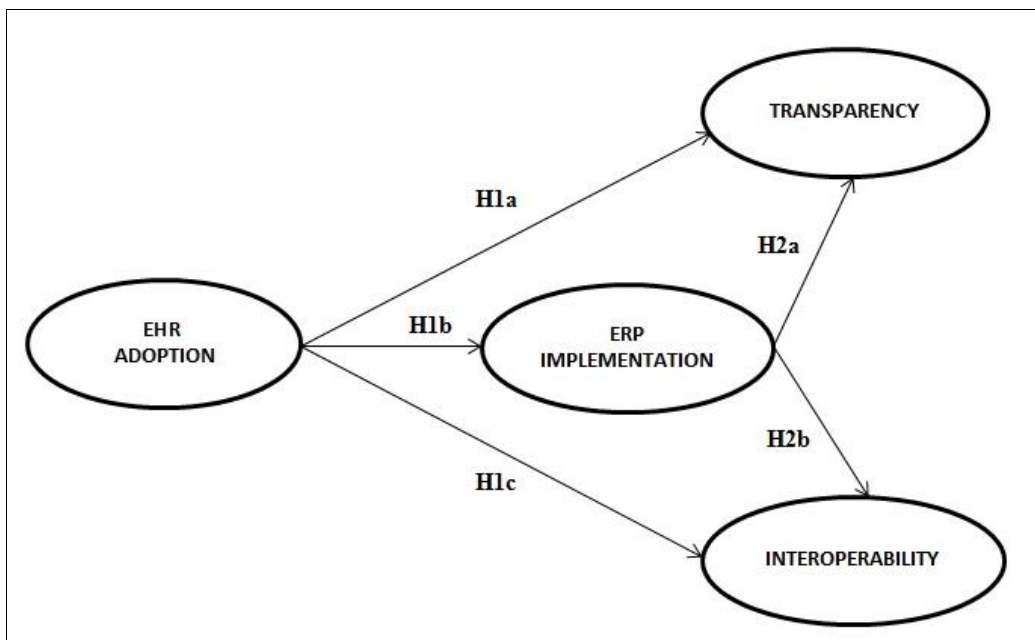 TRANSPARENCY
H1a
H2a
EHR
ADOPTION
H1b
ERP
IMPLEMENTATION
H2b
H1c
INTEROPERABILITY